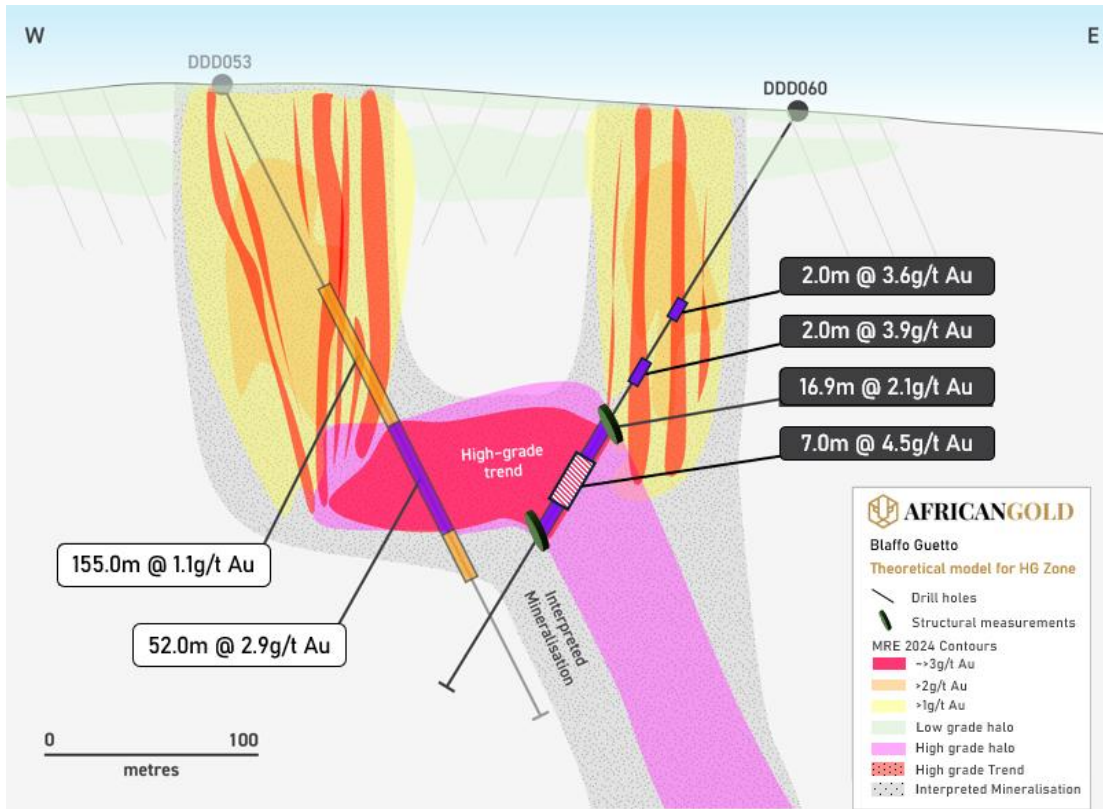 W
E
DDD053
DDD060
2.0m @ 3.6g/t Au
2.0m @ 3.9g/t Au
16.9m @ 2.1g/t Au
7.0m @ 4.5g/t Au
High-grade
trend
155.0m @ 1.1g/t Au
52.0m @ 2.9g/t Au
Interpreted
Mineralisation
0 100
metres
AFRICANGOLD
Blaffo Guetto
Theoretical model for HG Zone
Drill holes
Structural measurements
MRE 2024 Contours
~>3g/t Au
>2g/t Au
>1g/t Au
Low grade halo
High grade halo
High grade Trend
Interpreted Mineralisation